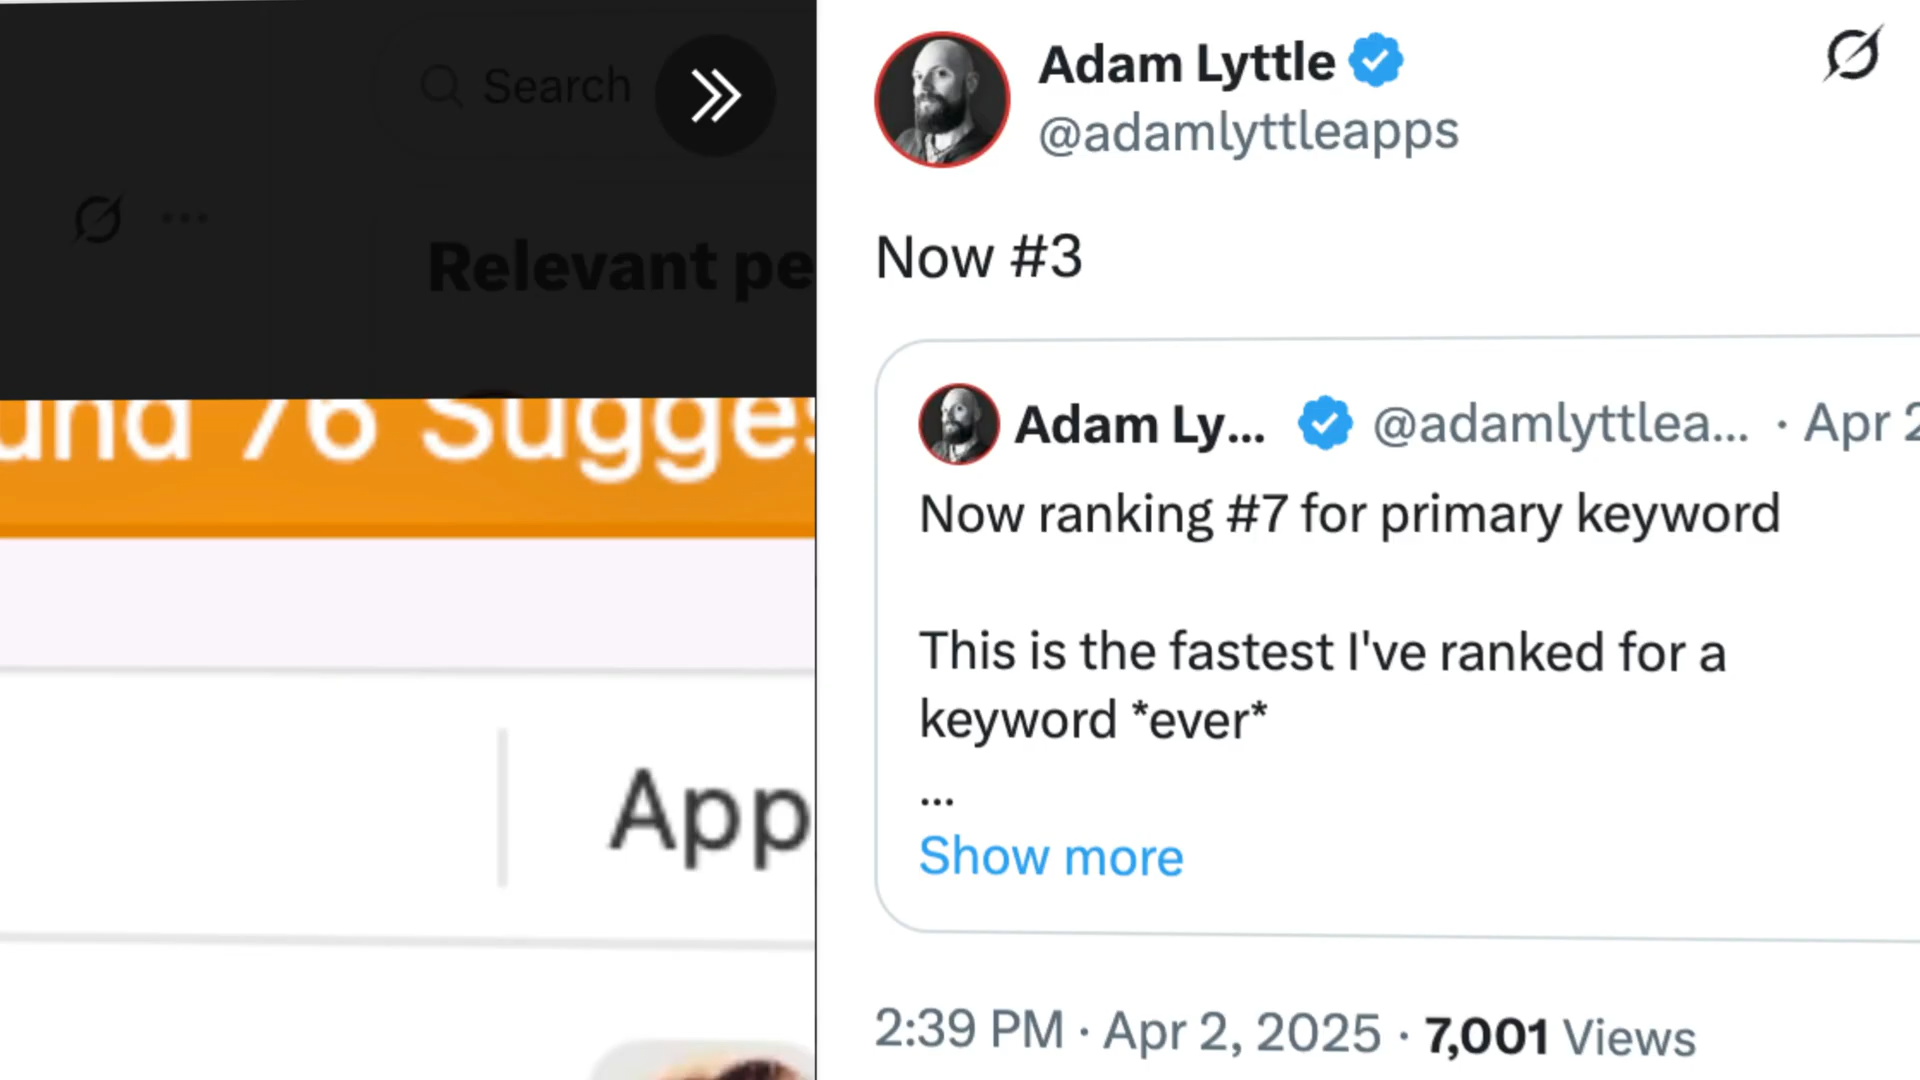 Search
Relevant pe
und 76 Sugges
App
Adam Lyttle
@adamlyttleapps
Now #3
Adam Ly... @adamlyttlea... · Apr 2
Now ranking #7 for primary keyword
This is the fastest I've ranked for a
keyword *ever*
...
Show more
2:39 PM · Apr 2, 2025 · 7,001 Views